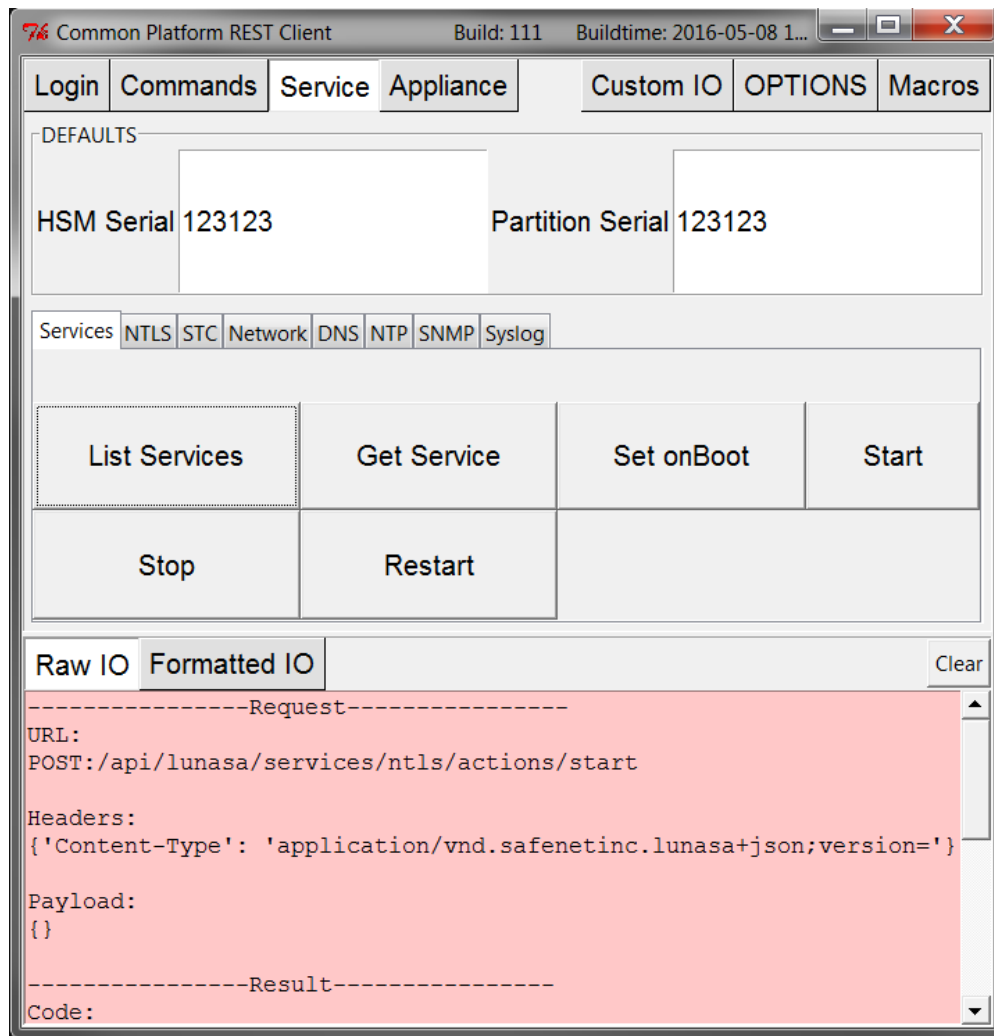 Common Platform REST Client Build: 111 Buildtime: 2016-05-08 1...
Login Commands Service Appliance Custom IO OPTIONS Macros
DEFAULTS
HSM Serial 123123 Partition Serial 123123
Services NTLS STC Network DNS NTP SNMP Syslog
List Services Get Service Set onBoot Start
Stop Restart
Raw IO Formatted IO Clear
----------------Request----------------
URL:
POST:/api/lunasa/services/ntls/actions/start
Headers:
{'Content-Type': 'application/vnd.safenetinc.lunasa+json;version='}
Payload:
{}
----------------Result----------------
Code: